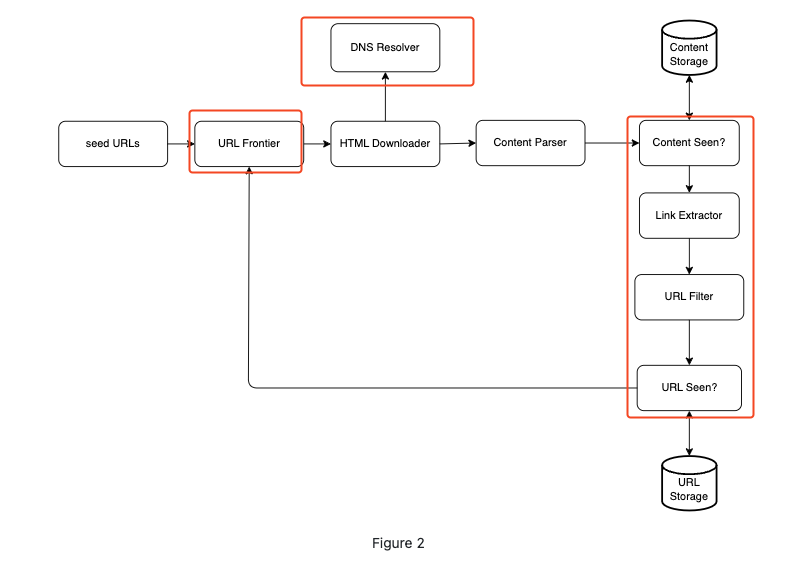 DNS Resolver
Content
Storage
seed URLs
URL Frontier
HTML Downloader
Content Parser
Content Seen?
Link Extractor
URL Filter
URL Seen?
URL
Storage
Figure 2